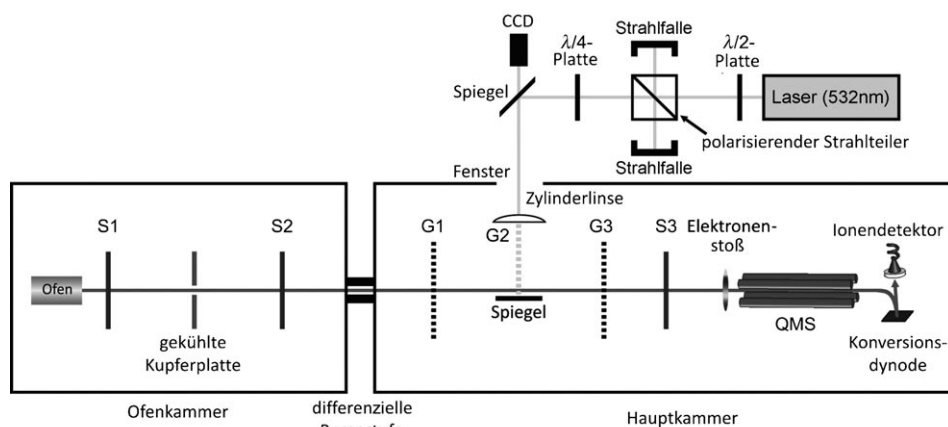 CCD
λ/4-
Platte
Strahlfalle
λ/2-
Platte
Spiegel
Laser (532nm)
polarisierender Strahlteiler
Strahlfalle
Fenster
Zylinderlinse
S1
S2
G1
G2
G3
S3
Elektronen-
stoß
Ionendetektor
Ofen
Spiegel
QMS
gekühlte
Kupferplatte
Konversions-
dynode
Ofenkammer
differenzielle
Hauptkammer